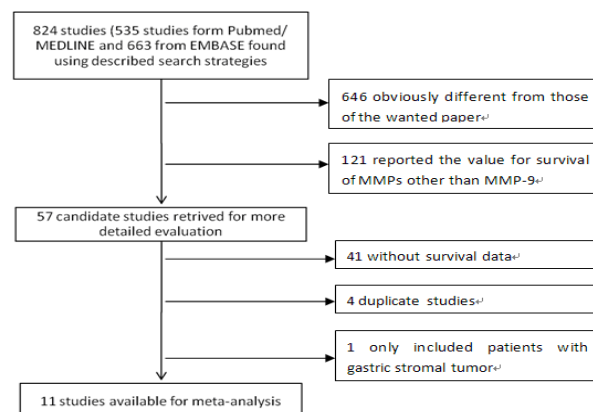 824 studies (535 studies form Pubmed/
MEDLINE and 663 from EMBASE found
using described search strategies
646 obviously different from those
of the wanted paper↵
121 reported the value for survival
of MMPs other than MMP-9↵
57 candidate studies retrived for more
detailed evaluation
41 without survival data↵
4 duplicate studies↵
1 only included patients with
gastric stromal tumor↵
11 studies available for meta-analysis